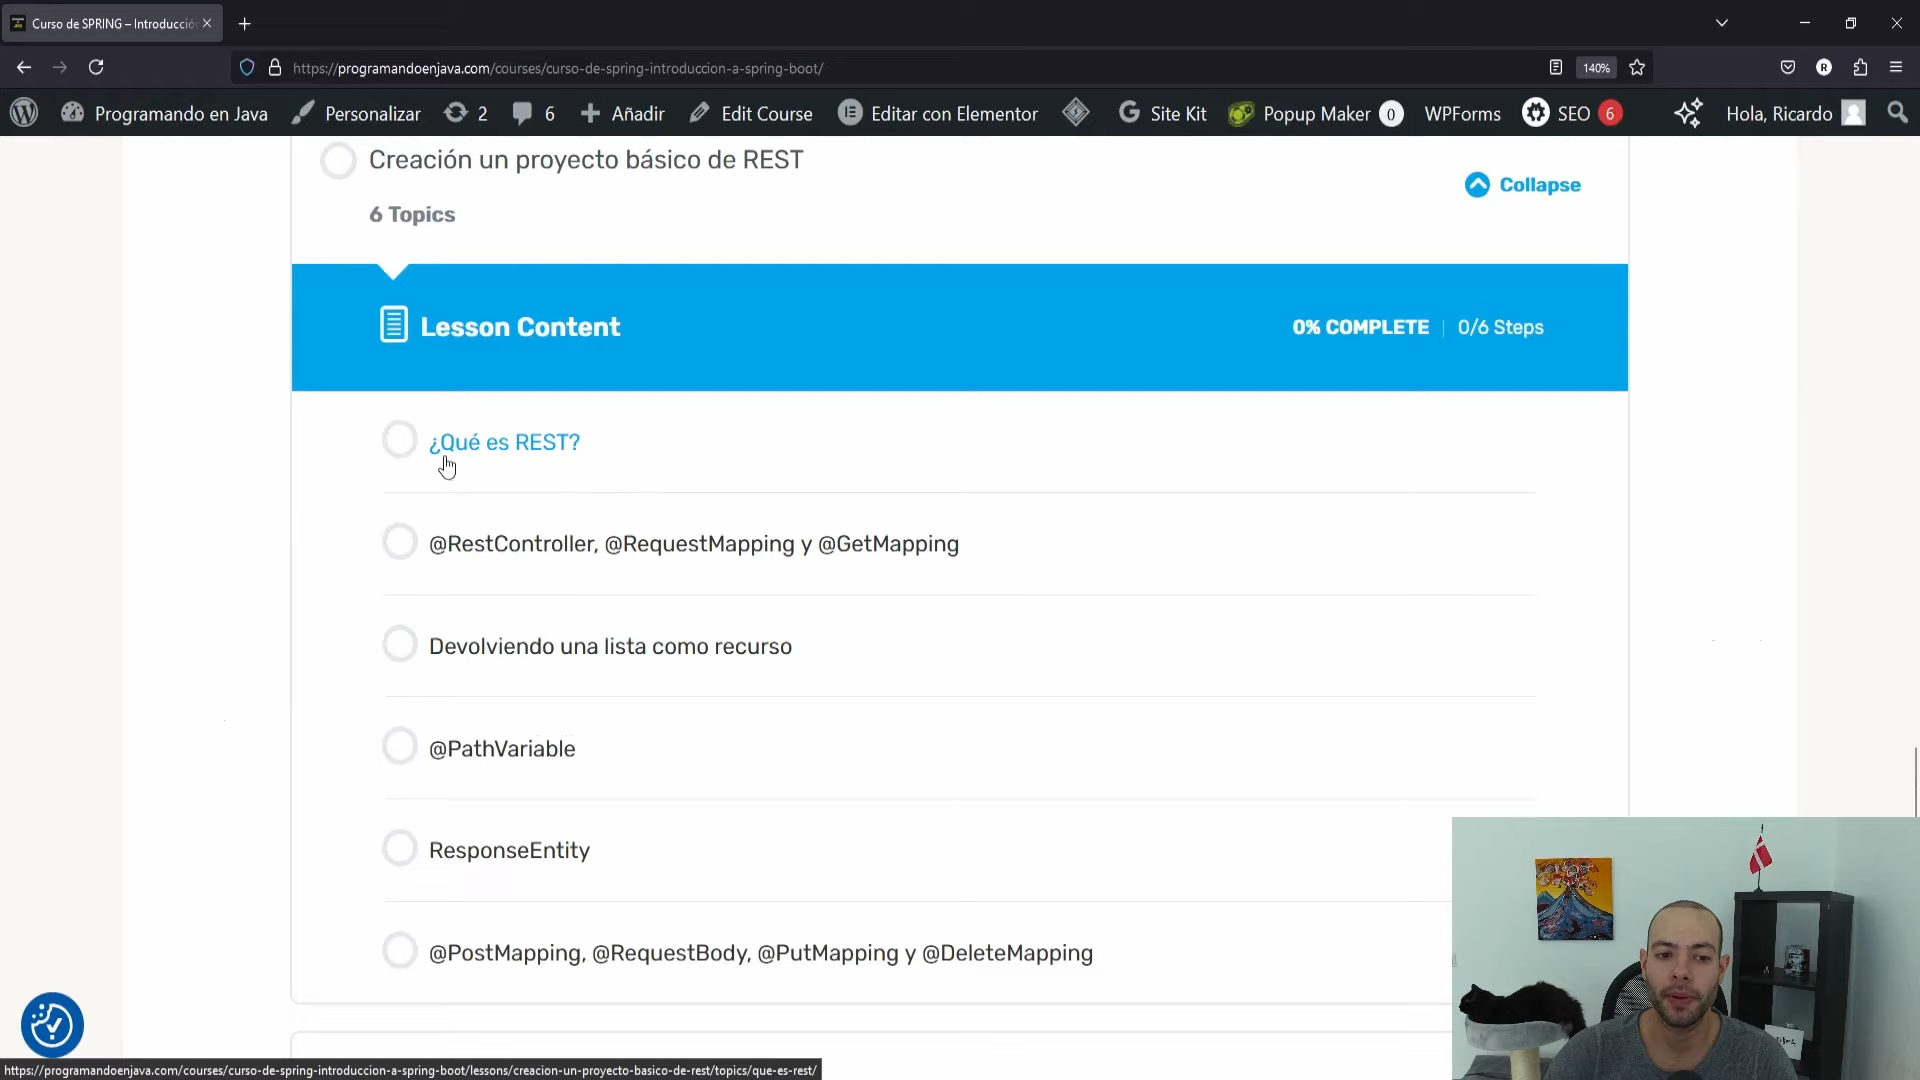 Curso de SPRING – Introducció
https://programandoenjava.com/courses/curso-de-spring-introduccion-a-spring-boot/
140%
R
Programando en Java
Personalizar
2
6
Añadir
Edit Course
Editar con Elementor
Site Kit
Popup Maker
0
WPForms
SEO
6
Hola, Ricardo
Creación un proyecto básico de REST
Collapse
6 Topics
Lesson Content
0% COMPLETE
0/6 Steps
¿Qué es REST?
@RestController, @RequestMapping y @GetMapping
Devolviendo una lista como recurso
@PathVariable
ResponseEntity
@PostMapping, @RequestBody, @PutMapping y @DeleteMapping
https://programandoenjava.com/courses/curso-de-spring-introduccion-a-spring-boot/lessons/creacion-un-proyecto-basico-de-rest/topics/que-es-rest/